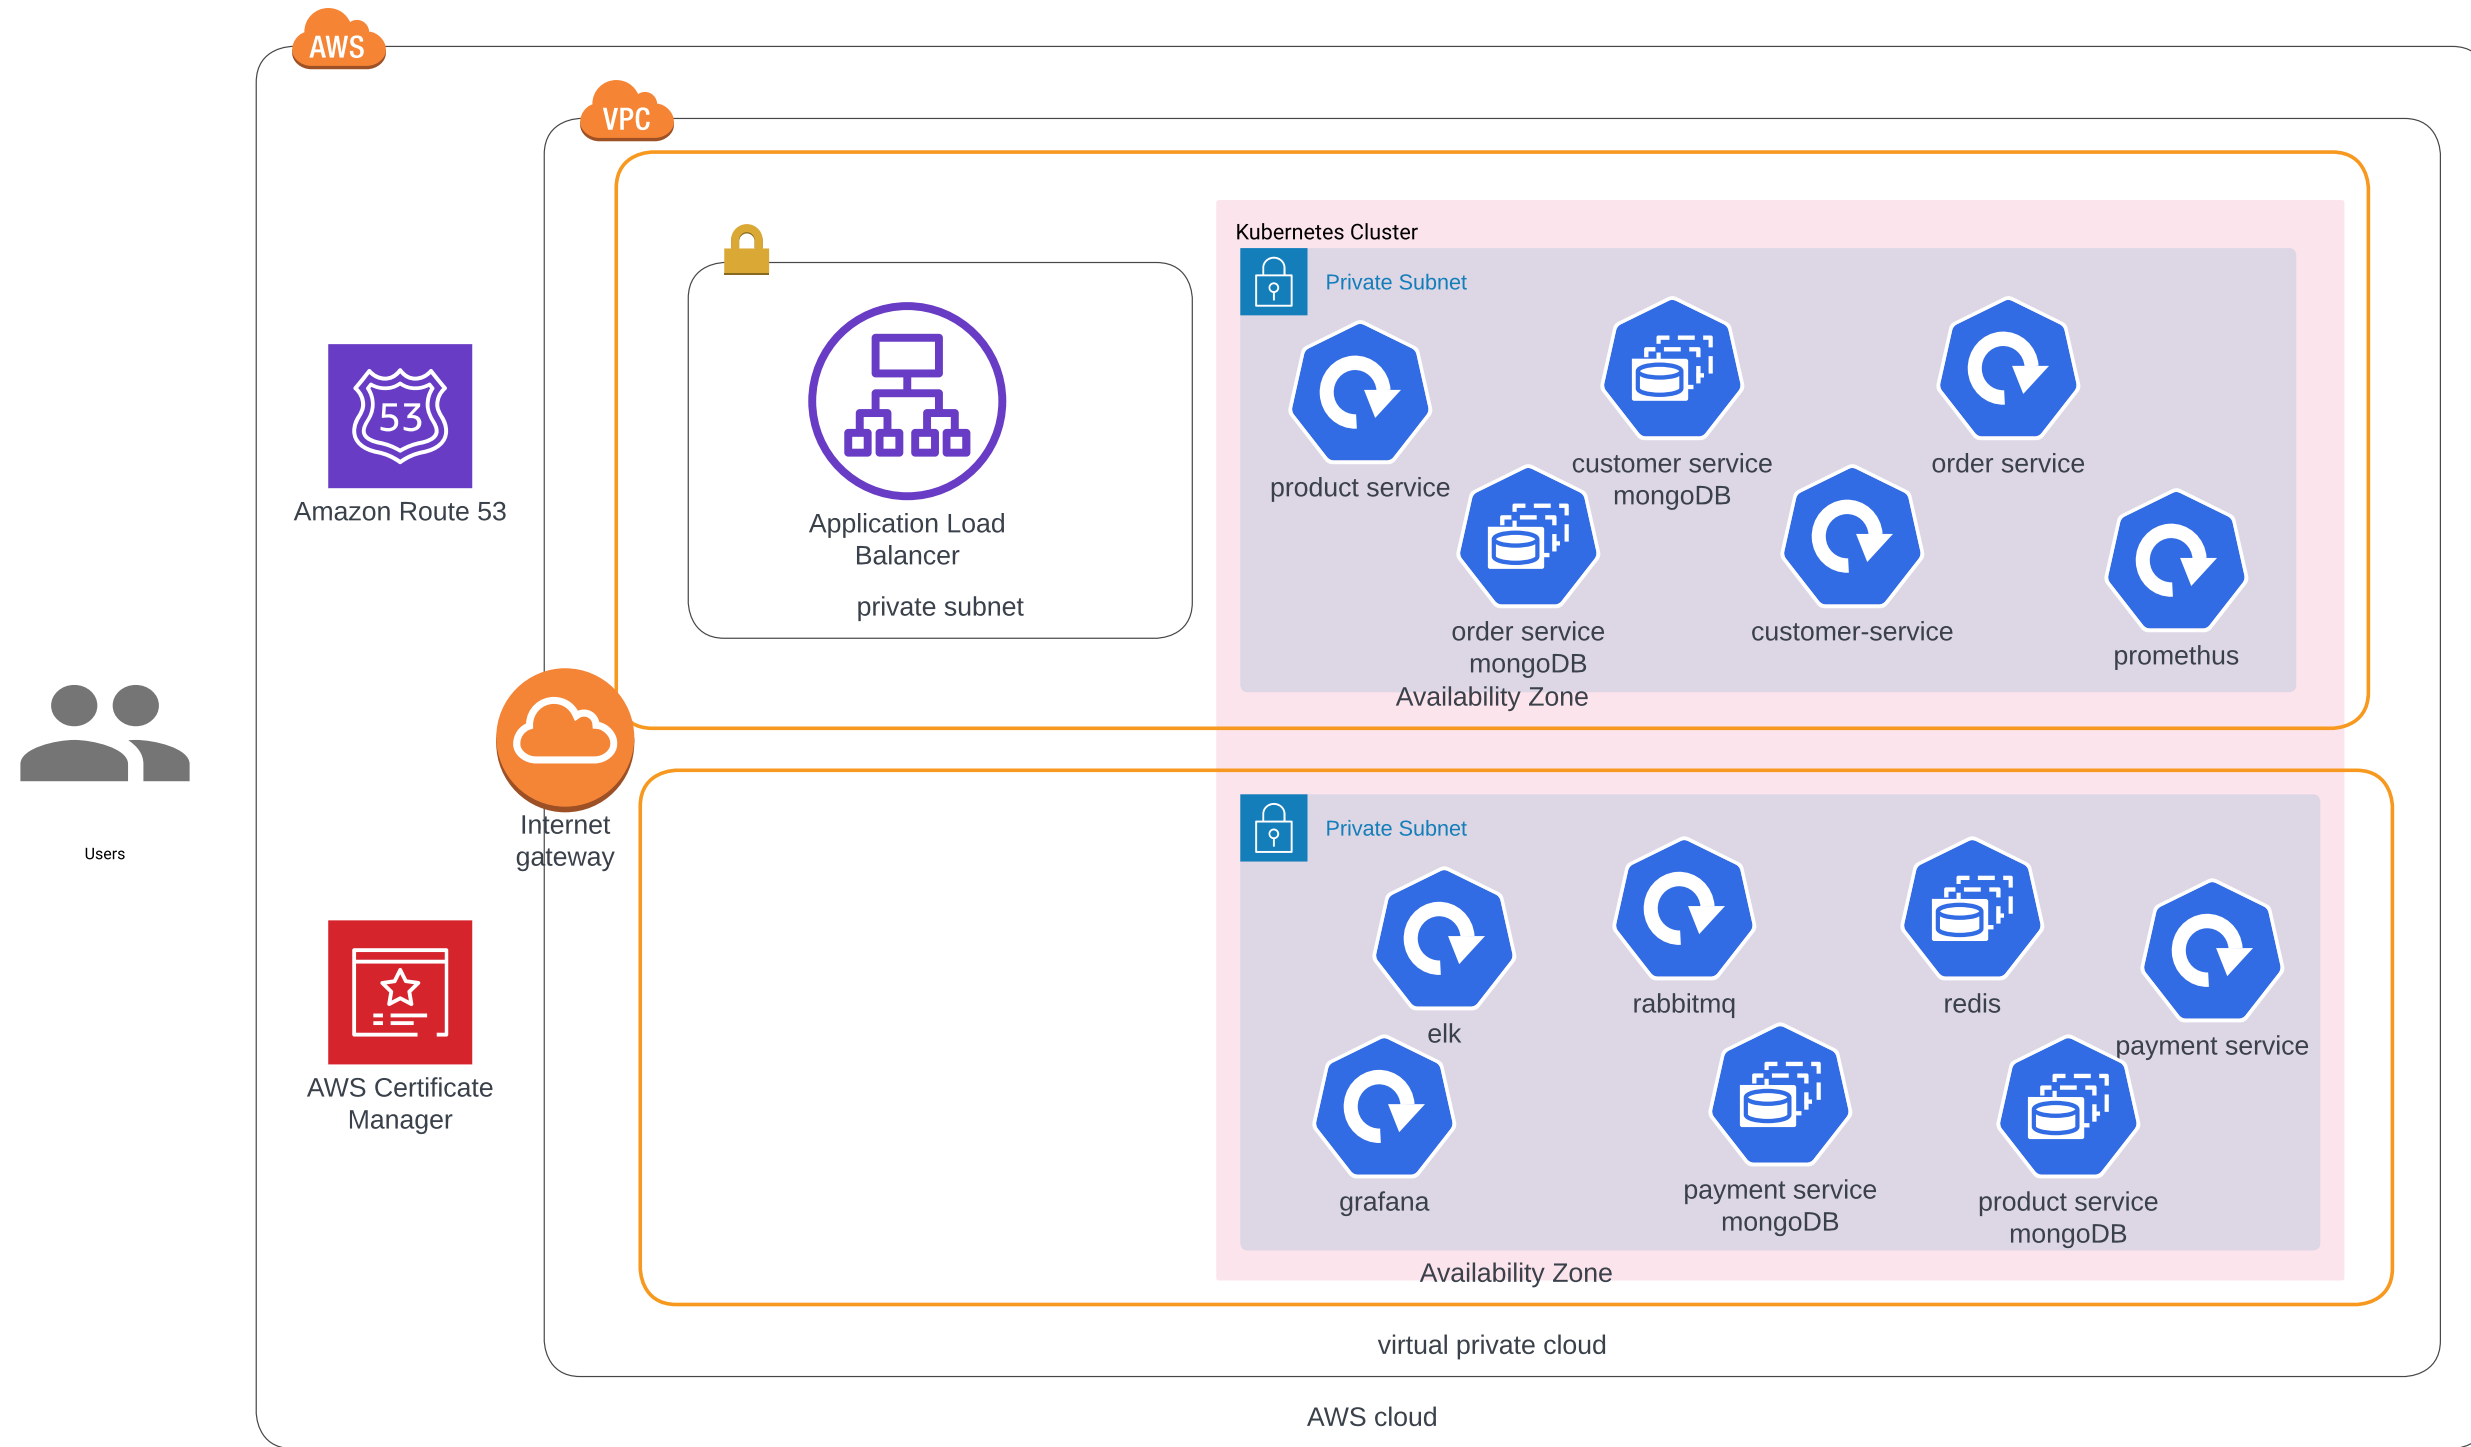 AWS
VPC
Kubernetes Cluster
Private Subnet
53
Amazon Route 53
Application Load
Balancer
private subnet
product service
customer service
mongoDB
order service
order service
mongoDB
customer-service
promethus
Availability Zone
Internet
gateway
Users
Private Subnet
elk
rabbitmq
redis
payment service
AWS Certificate
Manager
grafana
payment service
mongoDB
product service
mongoDB
Availability Zone
virtual private cloud
AWS cloud